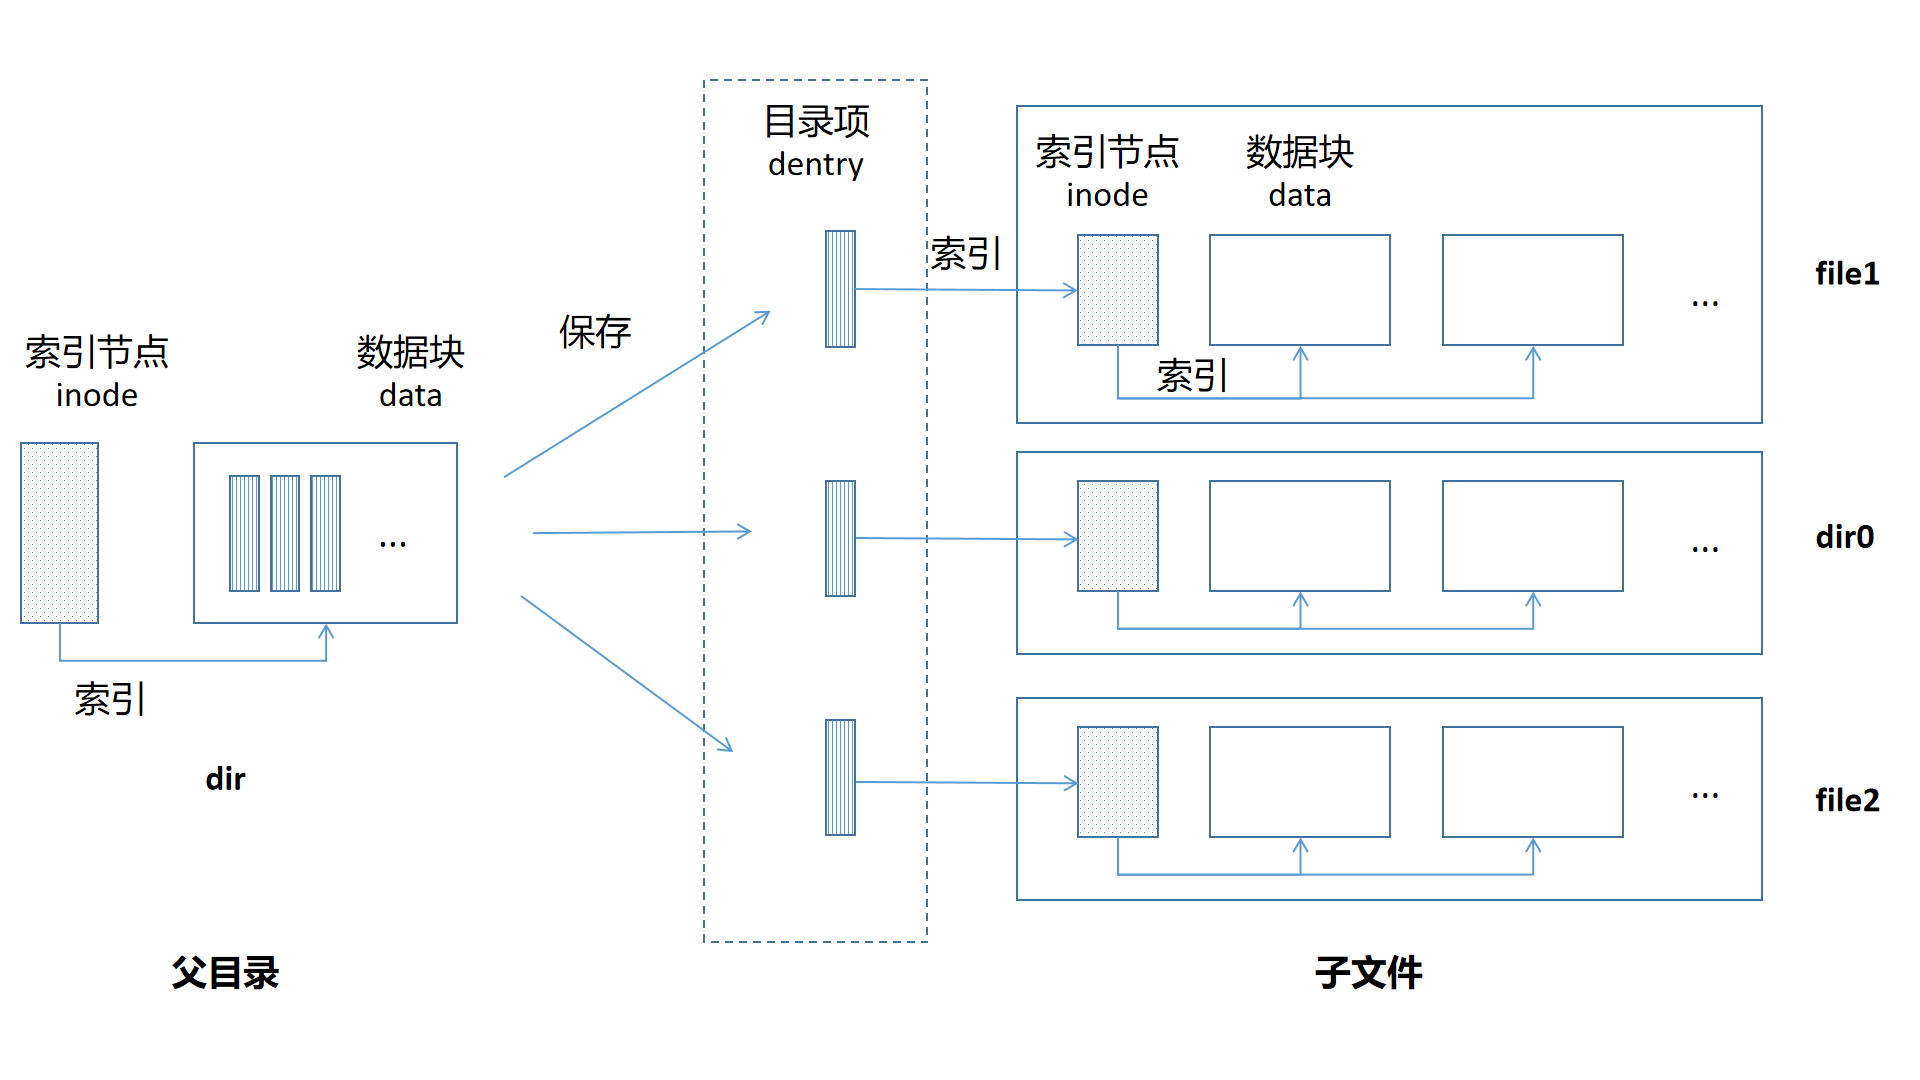 索引节点
inode
数据块
data
...
索引
dir
父目录
保存
目录项
dentry
索引
索引节点
inode
数据块
data
...
索引
file1
...
dir0
...
file2
子文件